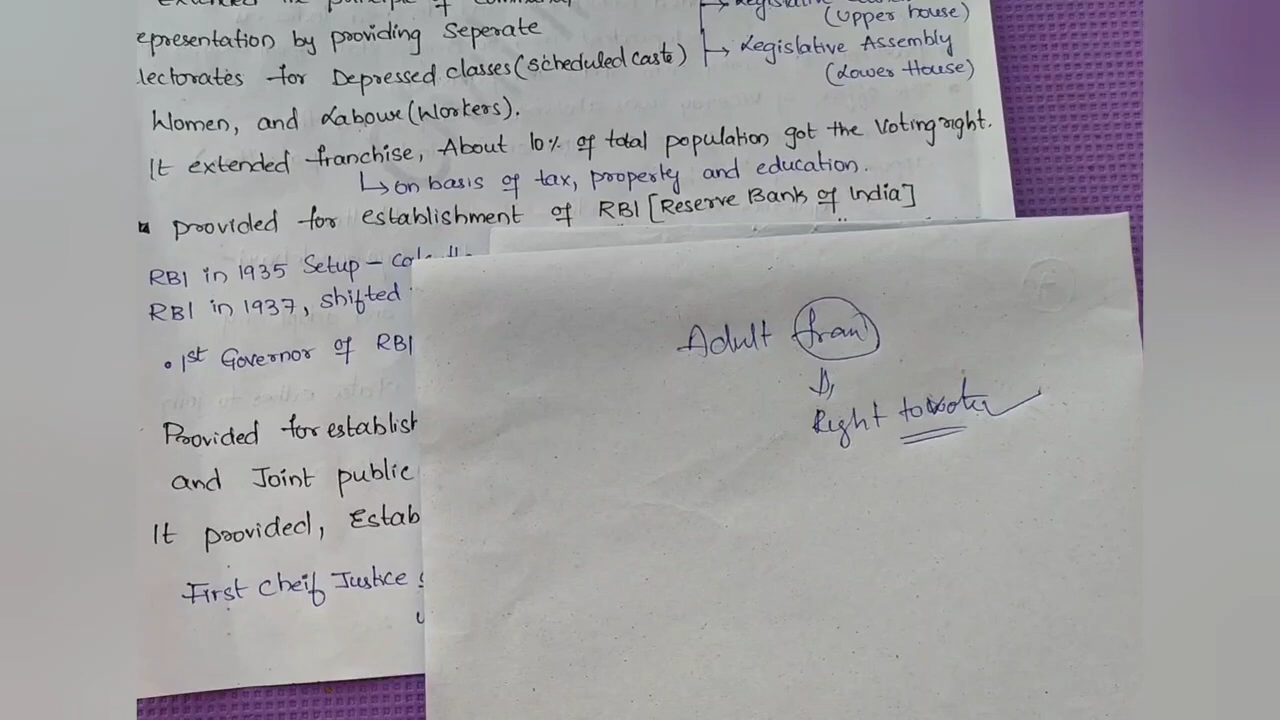 Legislative
(Upper house)
epresentation by providing Seperate
lectorates for Depressed classes (Scheduled caste)
Legislative Assembly
(Lower House)
Women, and Labour (Workers).
It extended franchise, About 10% of total population got the Voting right.
on basis of tax, property and education.
Provided for establishment of RBI [Reserve Bank of India]
RBI in 1935 Setup -
RBI in 1937, shifted
1st Governor of RBI
Provided for establish
and Joint public
It provided, Estab
First Cheif Justice
Adult fran
Right to vote